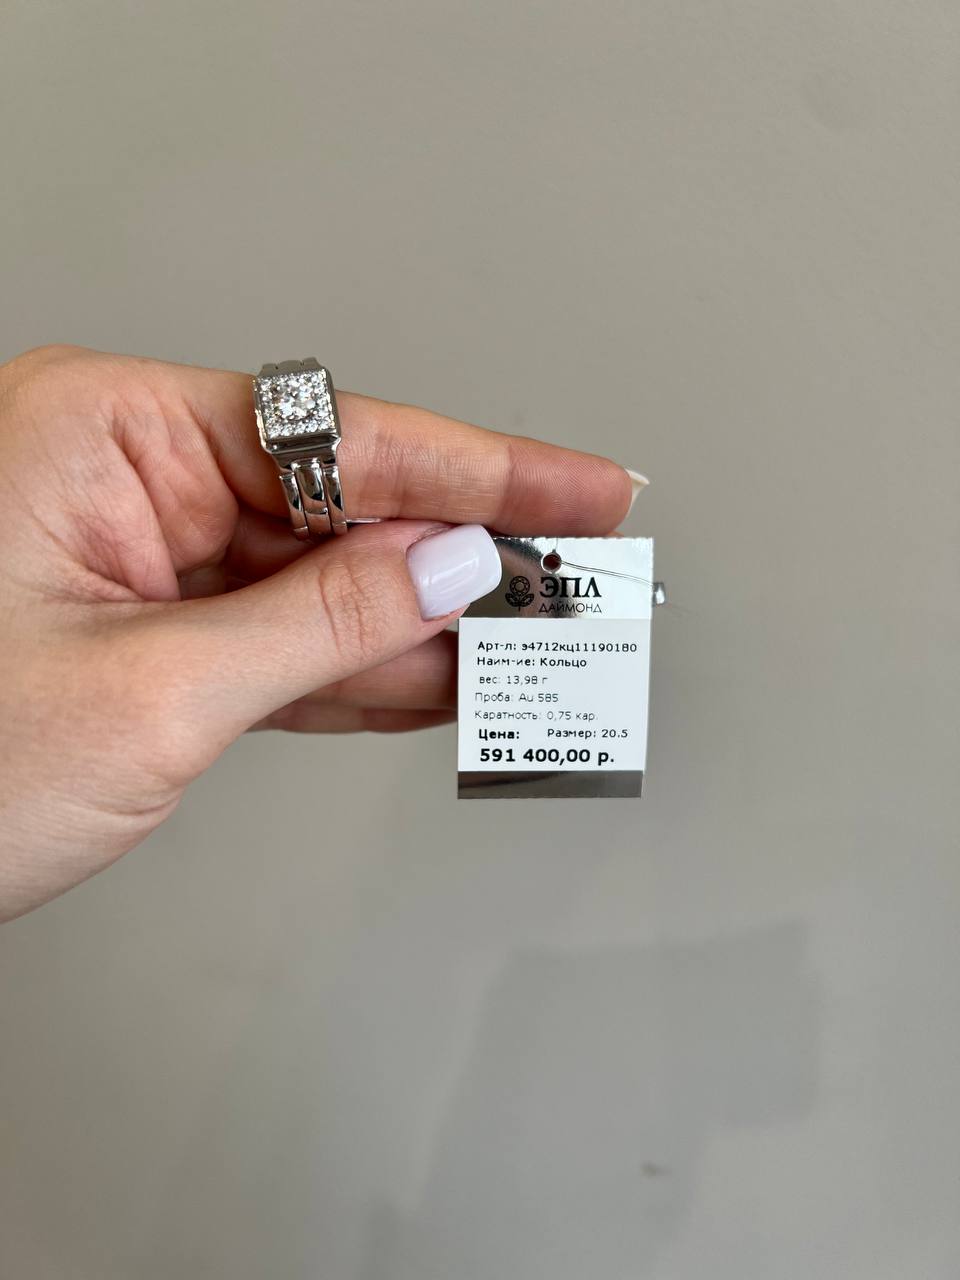 ЭПЛ
ДАЙМОНД
Арт-л: э4712кц11190180
Наим-ие: Кольцо
вес: 13,98 г
Проба: Au 585
Каратность: 0,75 кар.
Цена: Размер: 20.5
591 400,00 р.